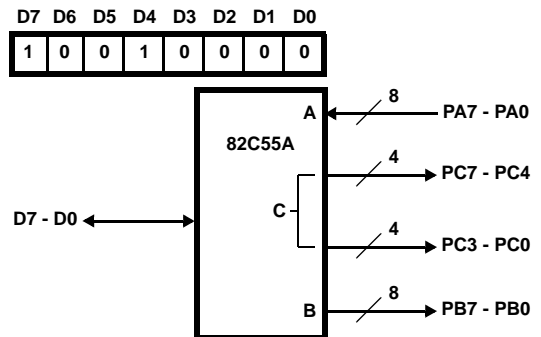 D7 D6 D5 D4 D3 D2 D1 D0
1 0 0 1 0 0 0 0
A 8 PA7 - PA0
82C55A
4 PC7 - PC4
D7 - D0 C
4 PC3 - PC0
B 8 PB7 - PB0